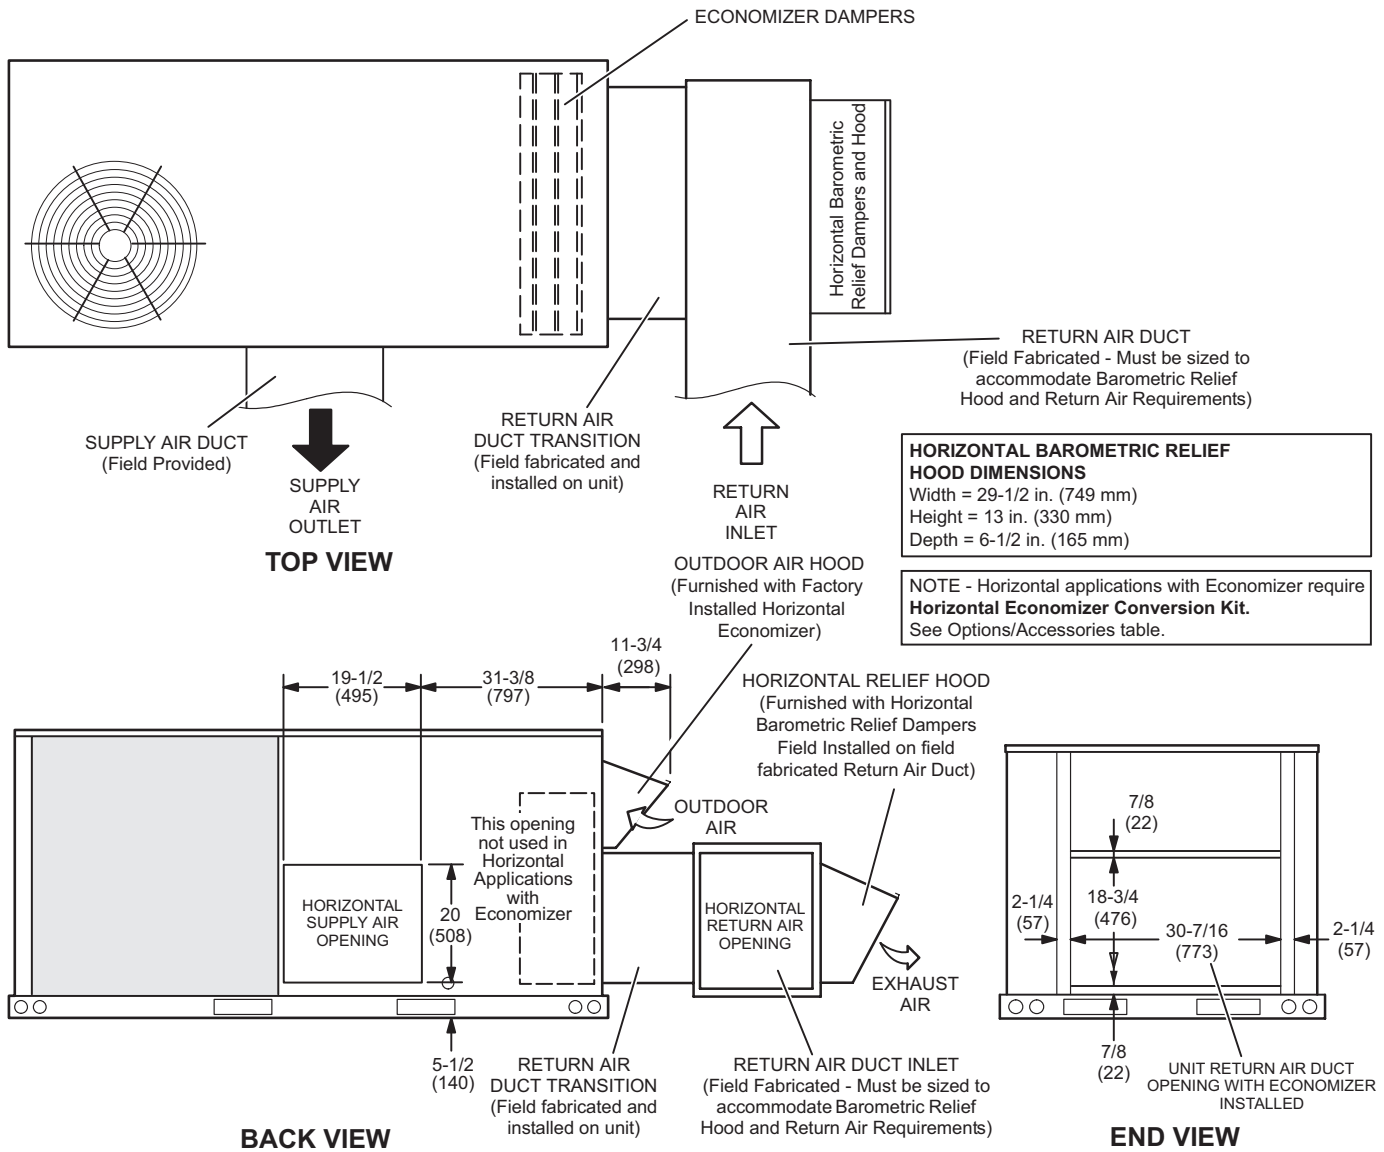 ECONOMIZER DAMPERS
Horizontal Barometric
Relief Dampers and Hood
RETURN AIR DUCT
(Field Fabricated - Must be sized to
accommodate Barometric Relief
Hood and Return Air Requirements)
SUPPLY AIR DUCT
(Field Provided)
SUPPLY
AIR
OUTLET
RETURN AIR
DUCT TRANSITION
(Field fabricated and
installed on unit)
RETURN
AIR
INLET
TOP VIEW
HORIZONTAL BAROMETRIC RELIEF
HOOD DIMENSIONS
Width = 29-1/2 in. (749 mm)
Height = 13 in. (330 mm)
Depth = 6-1/2 in. (165 mm)
NOTE - Horizontal applications with Economizer require
Horizontal Economizer Conversion Kit.
See Options/Accessories table.
OUTDOOR AIR HOOD
(Furnished with Factory
Installed Horizontal
Economizer)
19-1/2
(495)
31-3/8
(797)
11-3/4
(298)
HORIZONTAL RELIEF HOOD
(Furnished with Horizontal
Barometric Relief Dampers
Field Installed on field
fabricated Return Air Duct)
OUTDOOR
AIR
This opening
not used in
Horizontal
Applications
with
Economizer
HORIZONTAL
SUPPLY AIR
OPENING
20
(508)
HORIZONTAL
RETURN AIR
OPENING
EXHAUST
AIR
5-1/2
(140)
RETURN AIR
DUCT TRANSITION
(Field fabricated and
installed on unit)
RETURN AIR DUCT INLET
(Field Fabricated - Must be sized to
accommodate Barometric Relief
Hood and Return Air Requirements)
BACK VIEW
7/8
(22)
18-3/4
(476)
2-1/4
(57)
30-7/16
(773)
2-1/4
(57)
7/8
(22)
UNIT RETURN AIR DUCT
OPENING WITH ECONOMIZER
INSTALLED
END VIEW